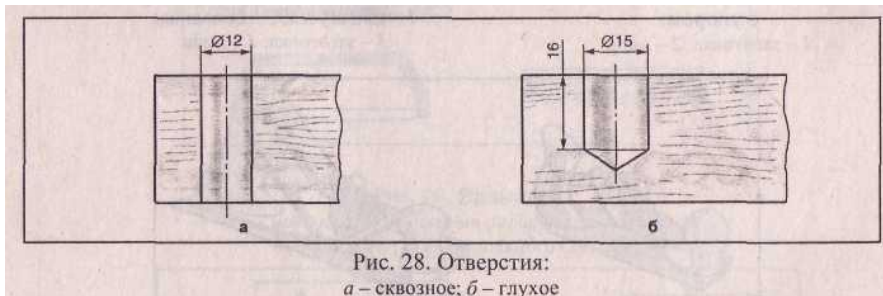 Ø12
16
Ø15
а
б
Рис. 28. Отверстия:
а – сквозное; б – глухое